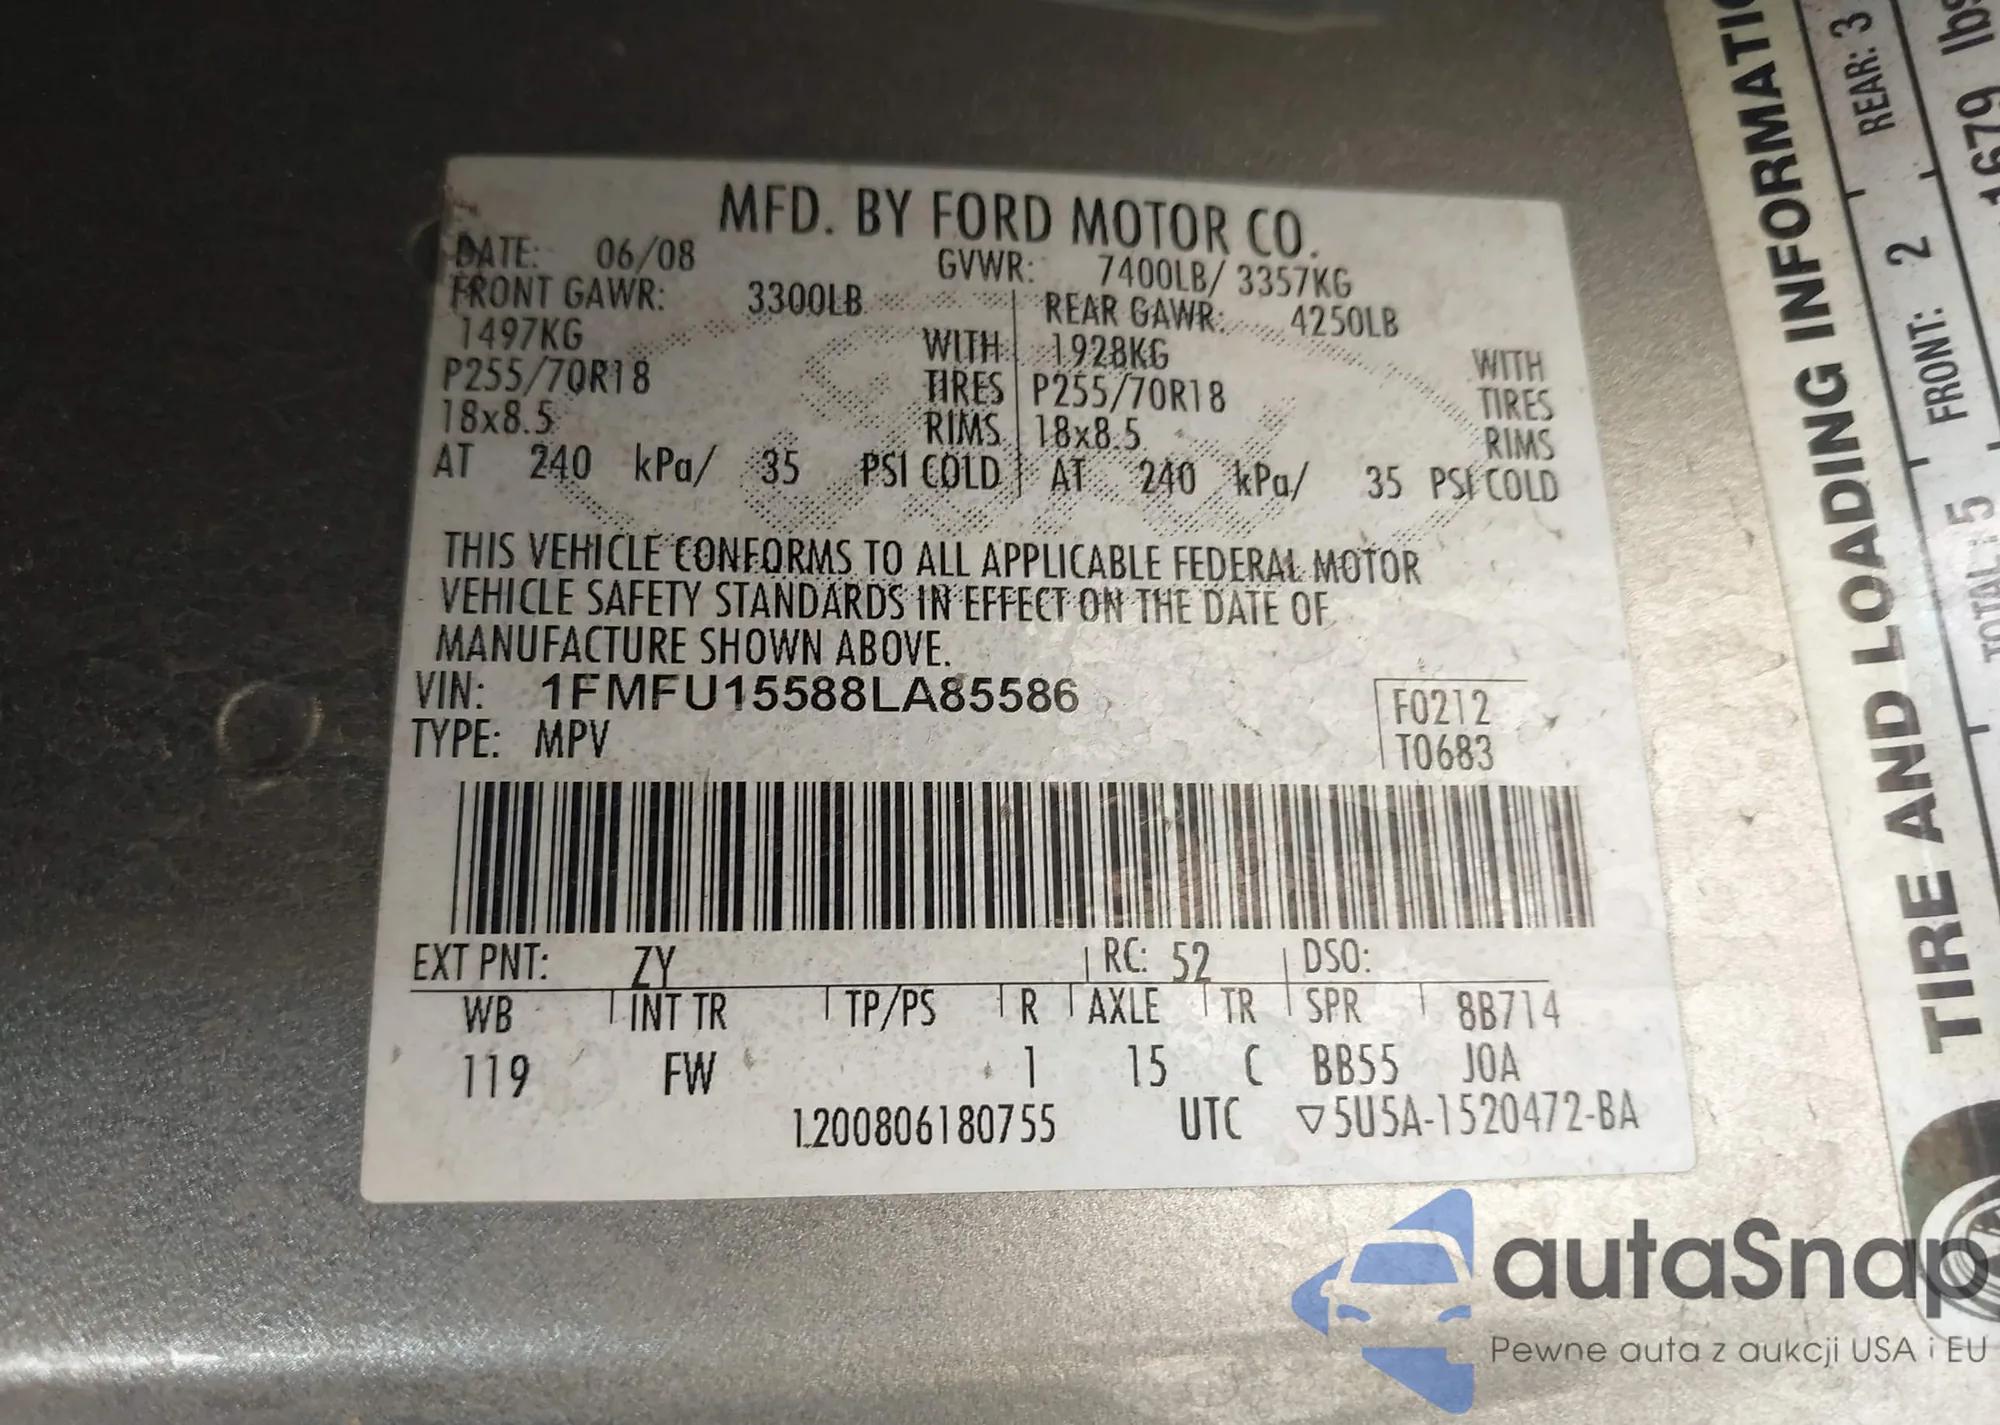 MFD. BY FORD MOTOR CO.
DATE: 06/08 GVWR: 7400LB/ 3357KG
FRONT GAWR: 3300LB REAR GAWR: 4250LB
1497KG WITH 1928KG WITH
P255/70R18 TIRES P255/70R18 TIRES
18x8.5 RIMS 18x8.5 RIMS
AT 240 kPa/ 35 PSI COLD AT 240 kPa/ 35 PSI COLD
THIS VEHICLE CONFORMS TO ALL APPLICABLE FEDERAL MOTOR
VEHICLE SAFETY STANDARDS IN EFFECT ON THE DATE OF
MANUFACTURE SHOWN ABOVE.
VIN: 1FMFU15588LA85586
F0212
TYPE: MPV
T0683
EXT PNT: ZY RC: 52 DSO:
WB INT TR TP/PS R AXLE TR SPR 8B714
119 FW 1 15 C BB55 J0A
1200806180755 UTC ▽5U5A-1520472-BA
TIRE AND LOADING
REAR: 3
FRONT: 2
TOTAL: 5
1679 lbs
autaSnap
Pewne auta z aukcji USA i EU